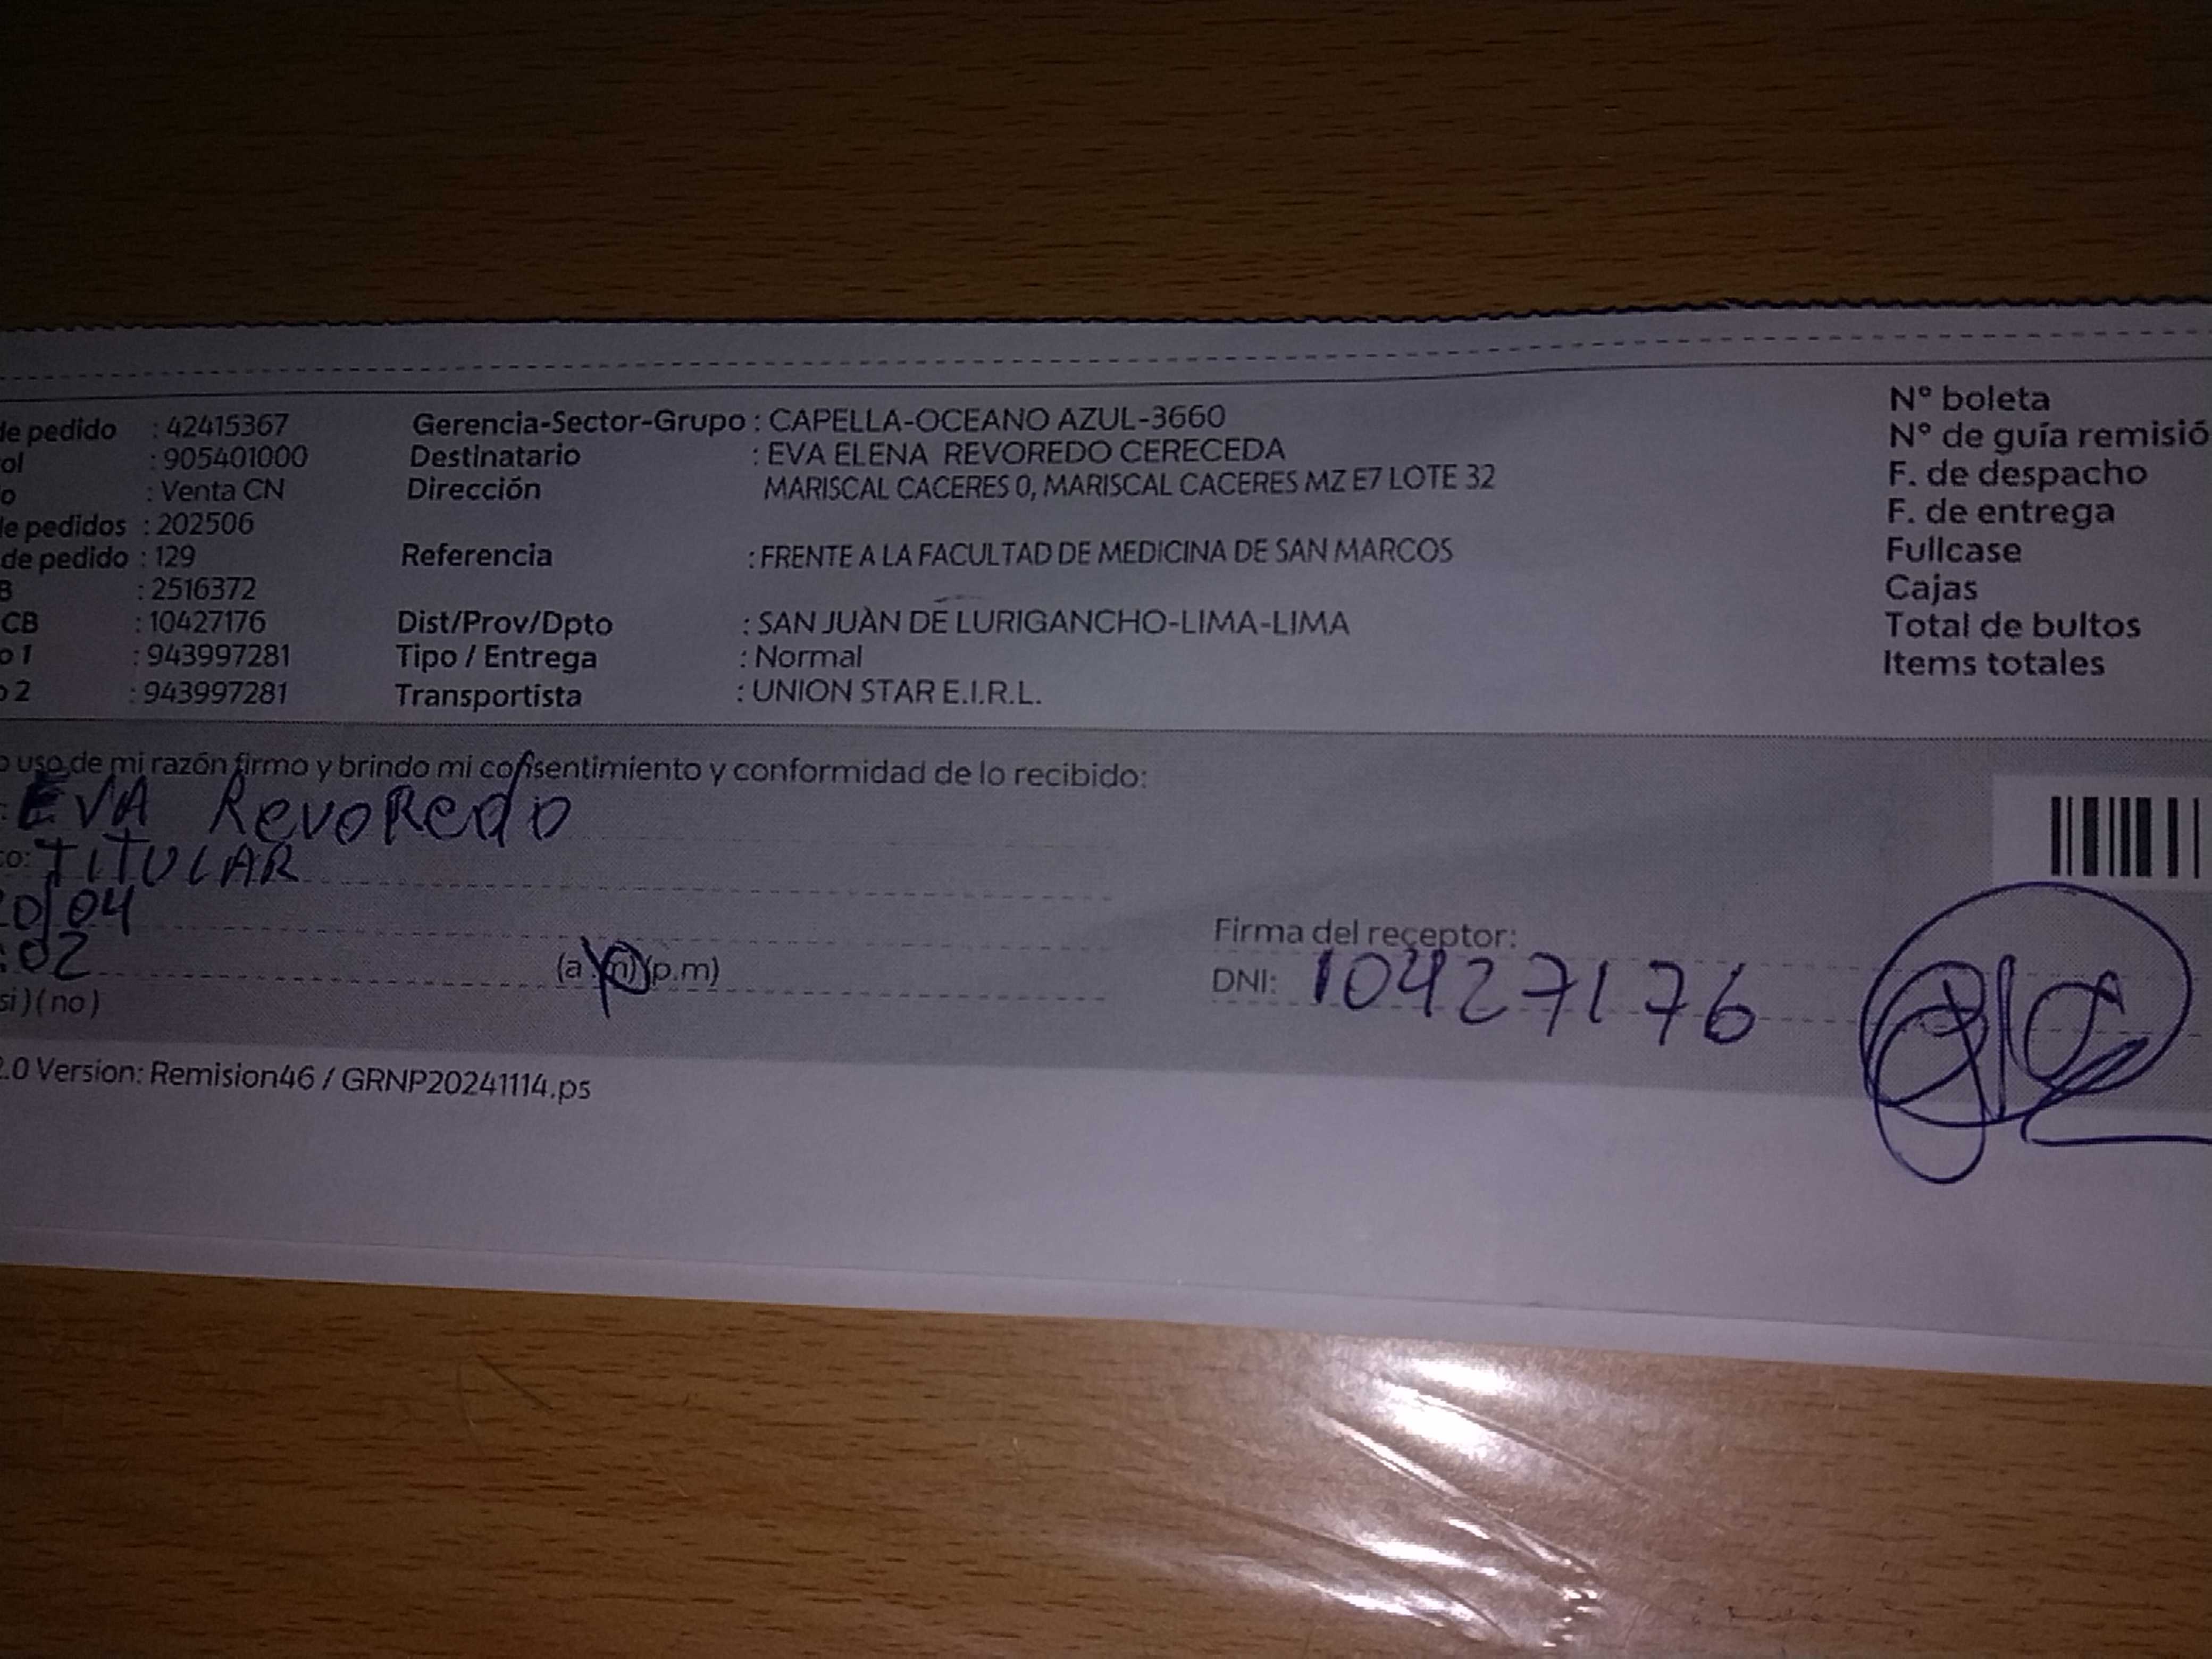 de pedido : 42415367 Gerencia-Sector-Grupo : CAPELLA-OCEANO AZUL-3660 N° boleta
ol : 905401000 Destinatario : EVA ELENA REVOREDO CERECEDA N° de guía remisió
o : Venta CN Dirección MARISCAL CACERES 0, MARISCAL CACERES MZ E7 LOTE 32 F. de despacho
de pedidos : 202506 F. de entrega
de pedido : 129 Referencia : FRENTE A LA FACULTAD DE MEDICINA DE SAN MARCOS Fullcase
B : 2516372 Cajas
CB : 10427176 Dist/Prov/Dpto : SAN JUAN DE LURIGANCHO-LIMA-LIMA Total de bultos
o 1 : 943997281 Tipo / Entrega : Normal Items totales
o 2 : 943997281 Transportista : UNION STAR E.I.R.L.
o uso de mi razón firmo y brindo mi consentimiento y conformidad de lo recibido:
: EVA Revoredo
co: TITULAR
20/04
:02 (a.m) (p.m) Firma del receptor:
DNI: 10427176
si ) ( no )
2.0 Version: Remision46 / GRNP20241114.ps